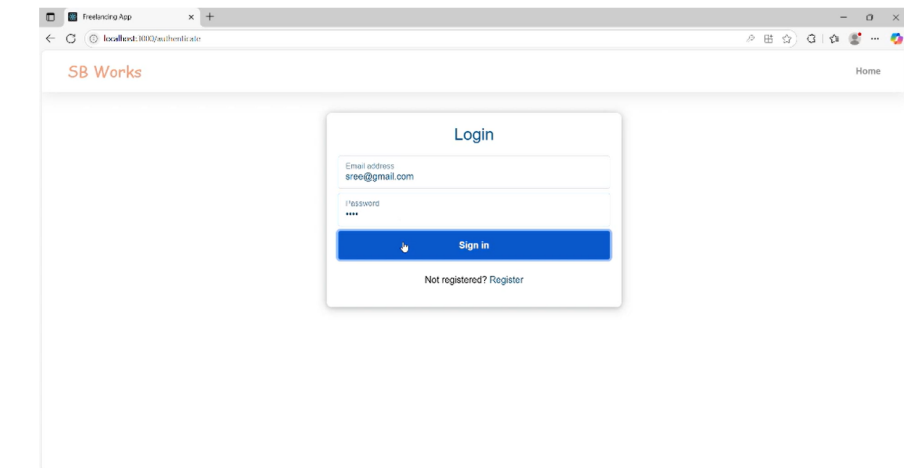 Freelancing App
localhost:3000/authenticate
SB Works
Home
Login
Email address
sree@gmail.com
Password
••••
Sign in
Not registered? Register